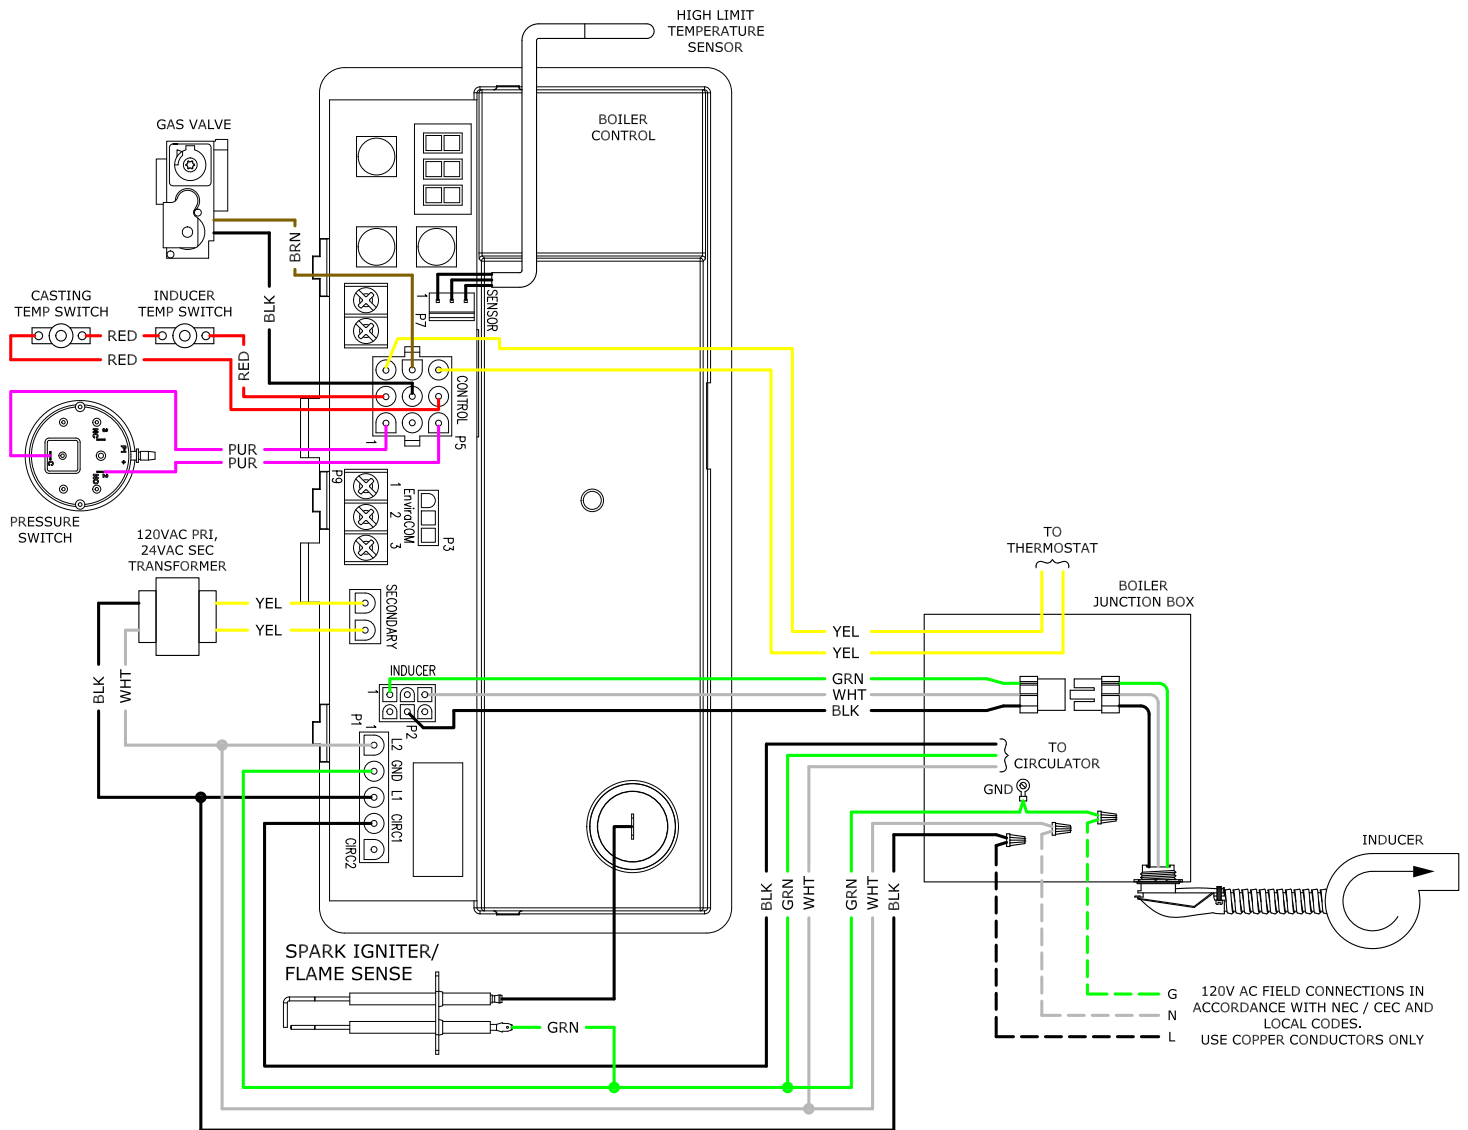 HIGH LIMIT
TEMPERATURE
SENSOR
BOILER
CONTROL
GAS VALVE
BRN
BLK
CASTING
TEMP SWITCH
INDUCER
TEMP SWITCH
RED
RED
RED
1
P7
SENSOR
CONTROL
1
P5
PUR
PUR
3
NC
P1
+
C
2
NO
PRESSURE
SWITCH
P9
1
2
3
EnviraCOM
P3
120VAC PRI,
24VAC SEC
TRANSFORMER
YEL
YEL
SECONDARY
BLK
WHT
INDUCER
1
P2
P1
1
L2
GND
L1
CIRC1
CIRC2
TO
THERMOSTAT
BOILER
JUNCTION BOX
YEL
YEL
GRN
WHT
BLK
TO
CIRCULATOR
GND
BLK
GRN
WHT
GRN
WHT
BLK
INDUCER
SPARK IGNITER/
FLAME SENSE
GRN
G
N
L
120V AC FIELD CONNECTIONS IN
ACCORDANCE WITH NEC / CEC AND
LOCAL CODES.
USE COPPER CONDUCTORS ONLY